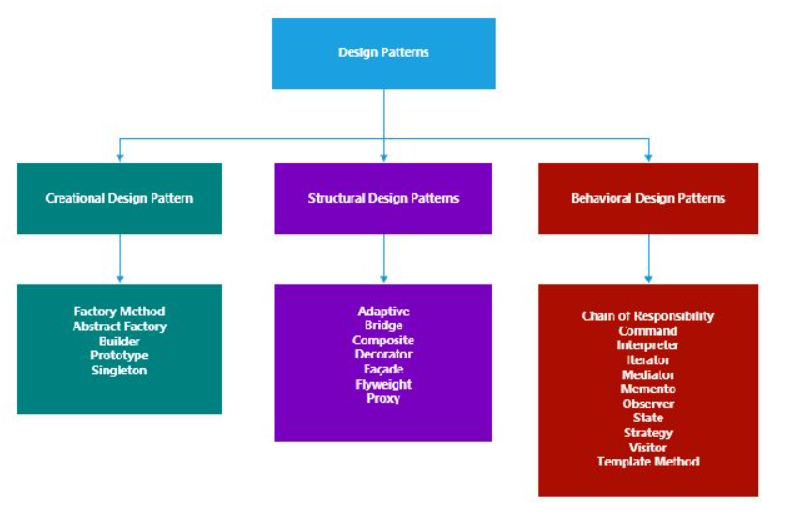 Design Patterns
Creational Design Pattern
Structural Design Patterns
Behavioral Design Patterns
Factory Method
Abstract Factory
Builder
Prototype
Singleton
Adaptive
Bridge
Composite
Decorator
Façade
Flyweight
Proxy
Chain of Responsibility
Command
Interpreter
Iterator
Mediator
Memento
Observer
State
Strategy
Visitor
Template Method